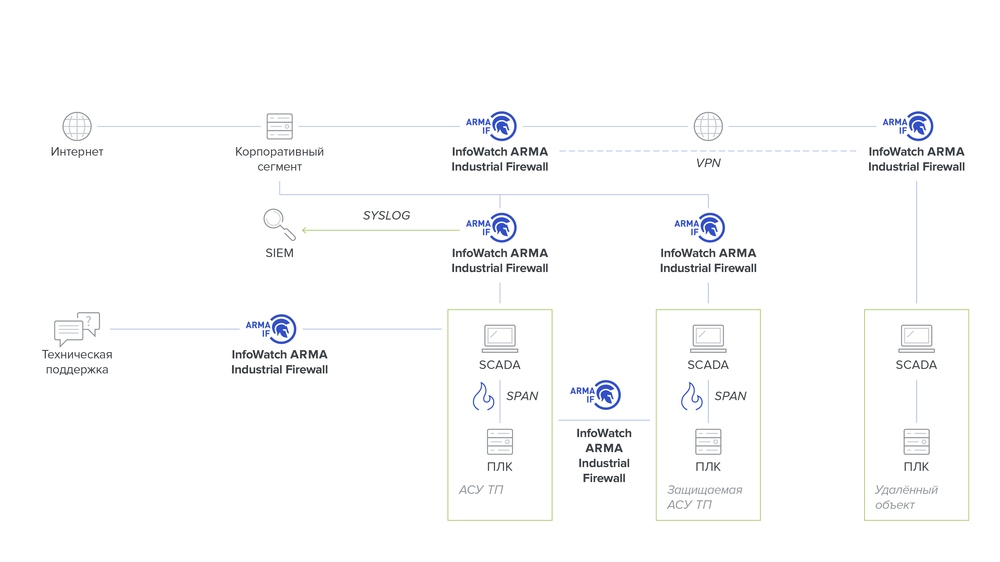 ARMA
IF
ARMA
IF
Интернет
Корпоративный
сегмент
InfoWatch ARMA
Industrial Firewall
VPN
InfoWatch ARMA
Industrial Firewall
SYSLOG
ARMA
IF
ARMA
IF
SIEM
InfoWatch ARMA
Industrial Firewall
InfoWatch ARMA
Industrial Firewall
?
ARMA
IF
Техническая
поддержка
InfoWatch ARMA
Industrial Firewall
SCADA
SCADA
SCADA
SPAN
ARMA
IF
SPAN
InfoWatch
ARMA
Industrial
Firewall
ПЛК
ПЛК
ПЛК
АСУ ТП
Защищаемая
АСУ ТП
Удалённый
объект